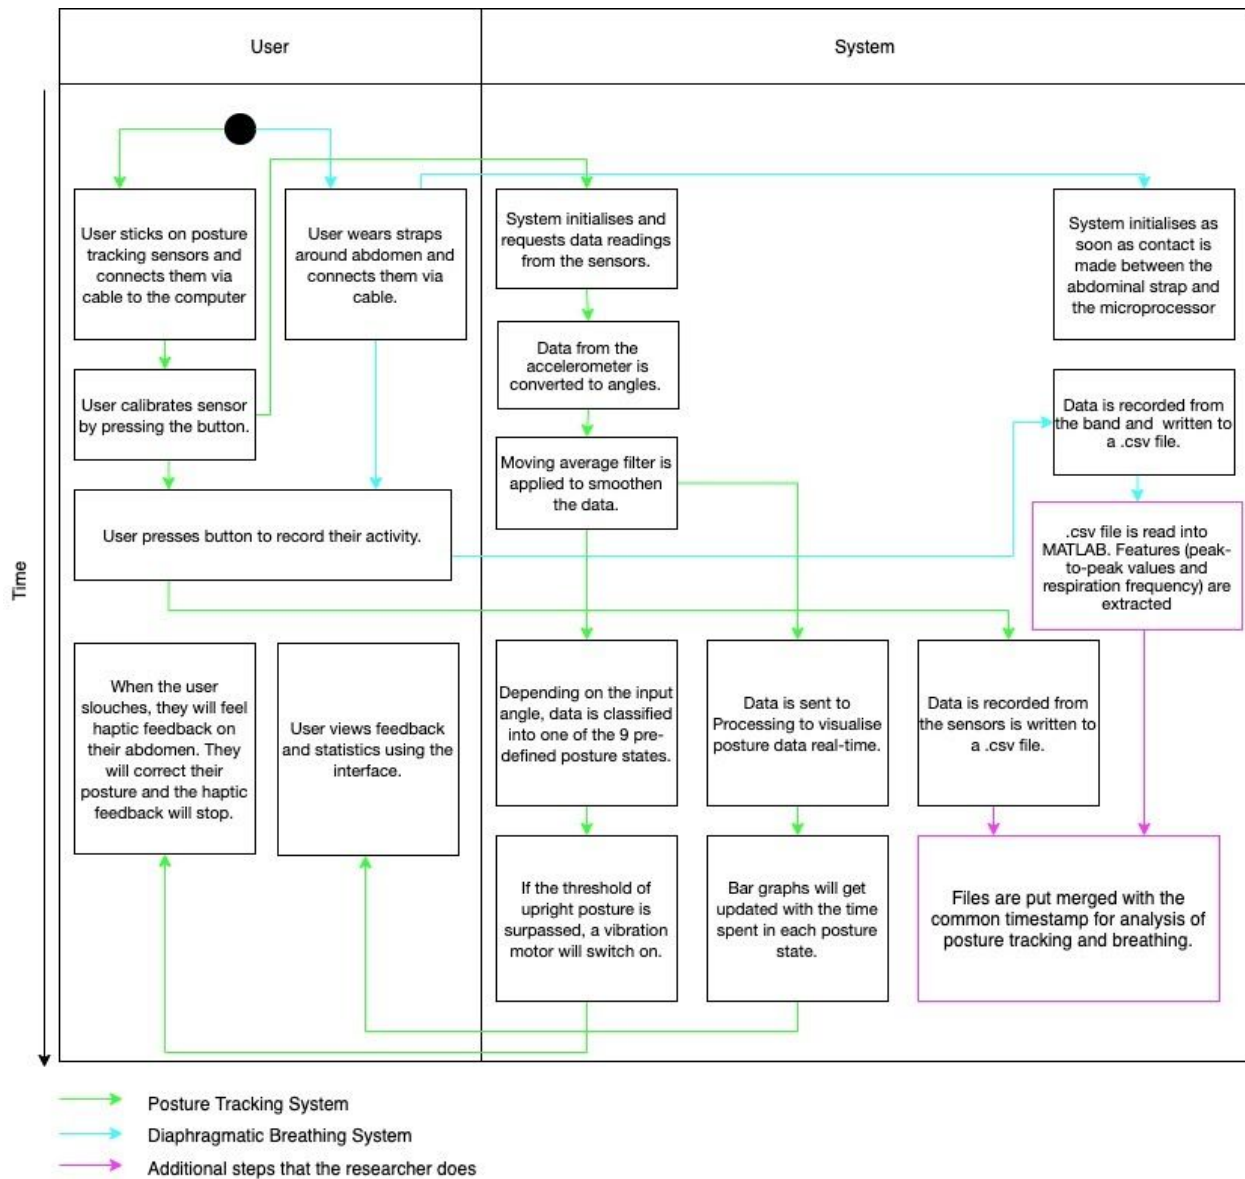 User
System
Time
User sticks on posture
tracking sensors and
connects them via
cable to the computer
User wears straps
around abdomen and
connects them via
cable.
System initialises and
requests data readings
from the sensors.
System initialises as
soon as contact is
made between the
abdominal strap and
the microprocessor
Data from the
accelerometer is
converted to angles.
User calibrates sensor
by pressing the button.
Data is recorded from
the band and written to
a .csv file.
Moving average filter is
applied to smoothen
the data.
User presses button to record their activity.
.csv file is read into
MATLAB. Features (peak-
to-peak values and
respiration frequency) are
extracted
When the user
slouches, they will feel
haptic feedback on
their abdomen. They
will correct their
posture and the haptic
feedback will stop.
User views feedback
and statistics using the
interface.
Depending on the input
angle, data is classified
into one of the 9 pre-
defined posture states.
Data is sent to
Processing to visualise
posture data real-time.
Data is recorded from
the sensors is written to
a .csv file.
If the threshold of
upright posture is
surpassed, a vibration
motor will switch on.
Bar graphs will get
updated with the time
spent in each posture
state.
Files are put merged with the
common timestamp for analysis of
posture tracking and breathing.
Posture Tracking System
Diaphragmatic Breathing System
Additional steps that the researcher does